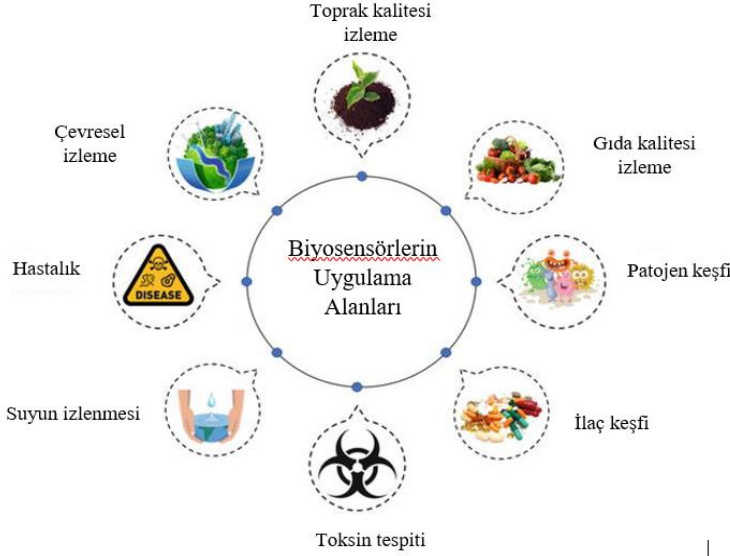 Toprak kalitesi
izleme
Çevresel
izleme
Gıda kalitesi
izleme
Hastalık
DISEASE
Biyosensörlerin
Uygulama
Alanları
Patojen keşfi
Suyun izlenmesi
İlaç keşfi
Toksin tespiti